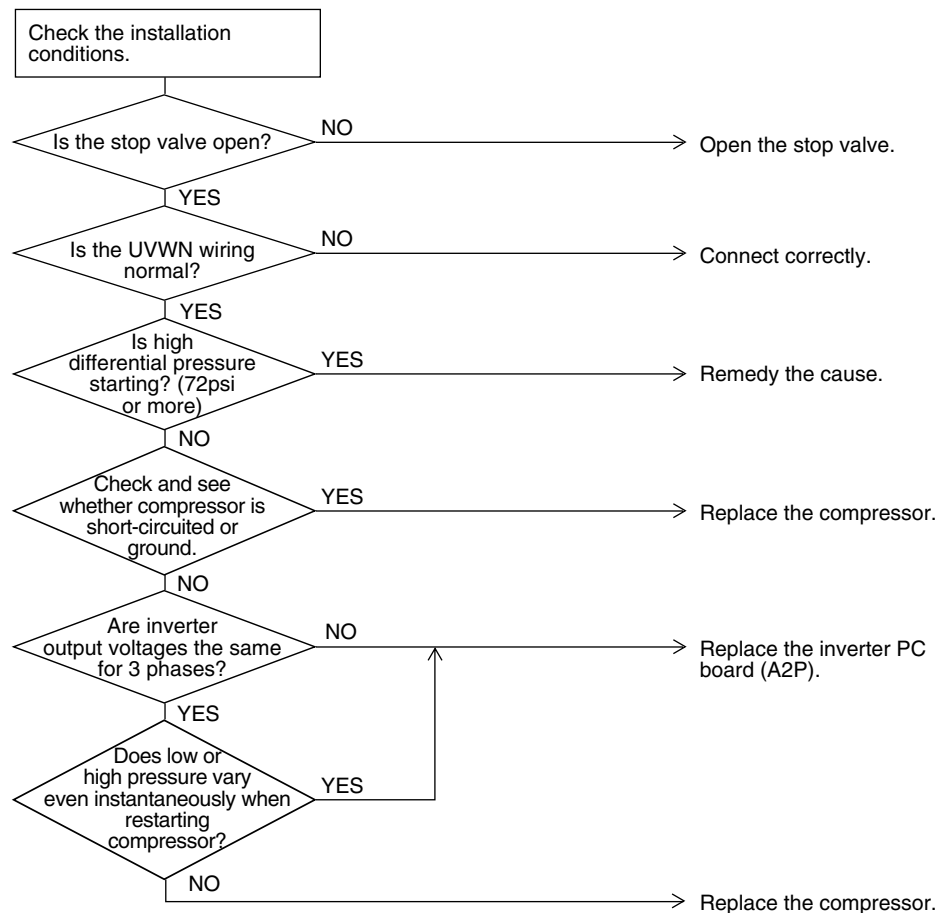 Check the installation
conditions.
Is the stop valve open?
NO
Open the stop valve.
YES
Is the UVWN wiring
normal?
NO
Connect correctly.
YES
Is high
differential pressure
starting? (72psi
or more)
YES
Remedy the cause.
NO
Check and see
whether compressor is
short-circuited or
ground.
YES
Replace the compressor.
NO
Are inverter
output voltages the same
for 3 phases?
NO
Replace the inverter PC
board (A2P).
YES
Does low or
high pressure vary
even instantaneously when
restarting
compressor?
YES
NO
Replace the compressor.